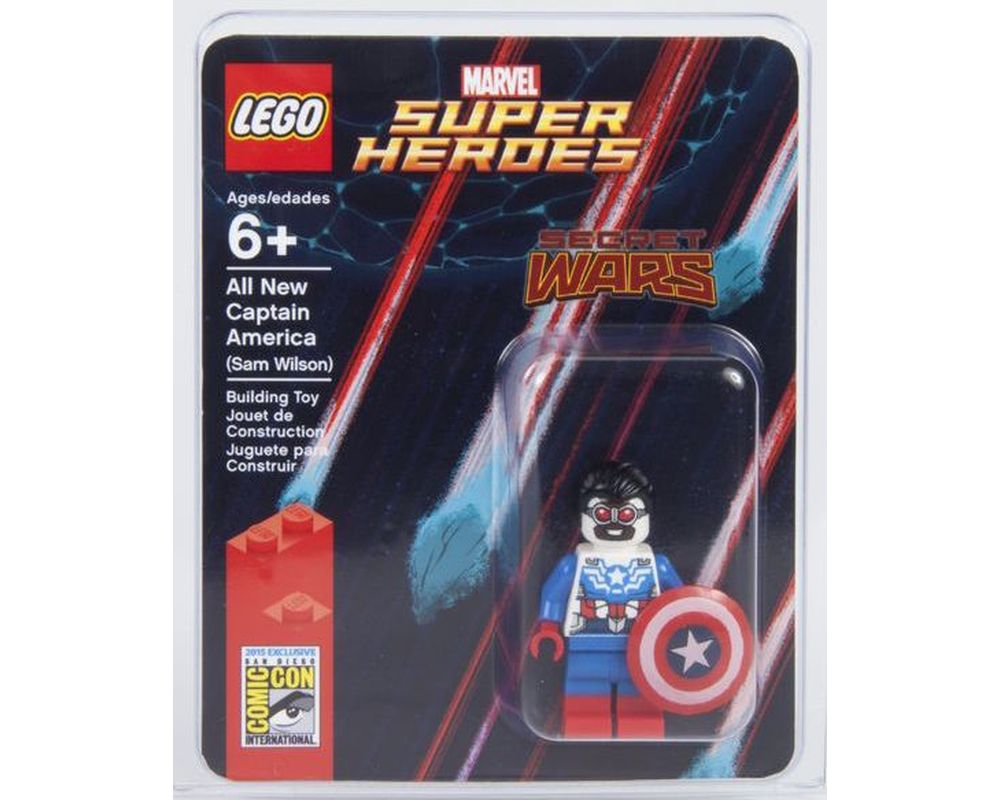 LEGO
MARVEL
SUPER
HEROES
Ages/edades
6+
All New
Captain
America
(Sam Wilson)
Building Toy
Jouet de
Construction
Juguete para
Construir
SECRET
WARS
2015 EXCLUSIVE
SAN DIEGO
COMIC CON
INTERNATIONAL